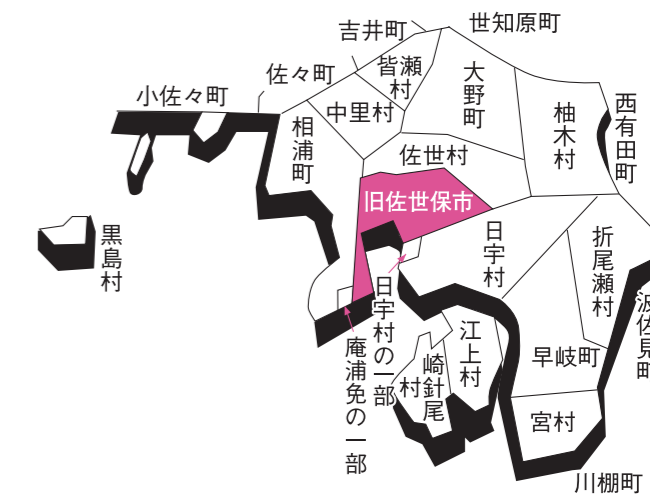 世知原町
吉井町
皆瀬村
大野町
佐々町
小佐々町
中里村
柚木村
西有田町
相浦町
佐世村
旧佐世保市
日宇村
折尾瀬村
黒島村
日宇村の一部
波佐見町
庵浦免の一部
江上村
早岐町
崎針尾村
宮村
川棚町